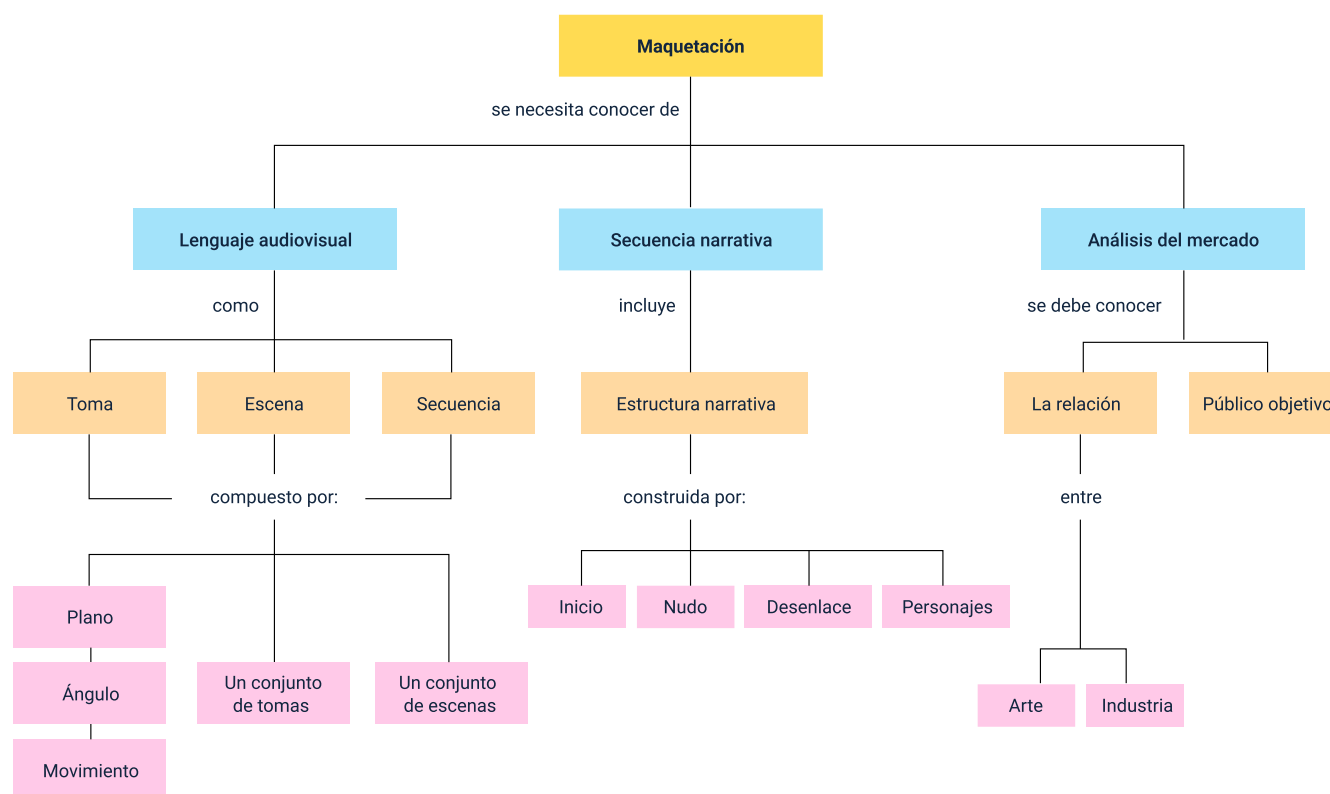 Maquetación
se necesita conocer de
Lenguaje audiovisual
Secuencia narrativa
Análisis del mercado
como
incluye
se debe conocer
Toma
Escena
Secuencia
Estructura narrativa
La relación
Público objetivo
compuesto por:
construida por:
entre
Plano
Inicio
Nudo
Desenlace
Personajes
Ángulo
Un conjunto
de tomas
Un conjunto
de escenas
Arte
Industria
Movimiento